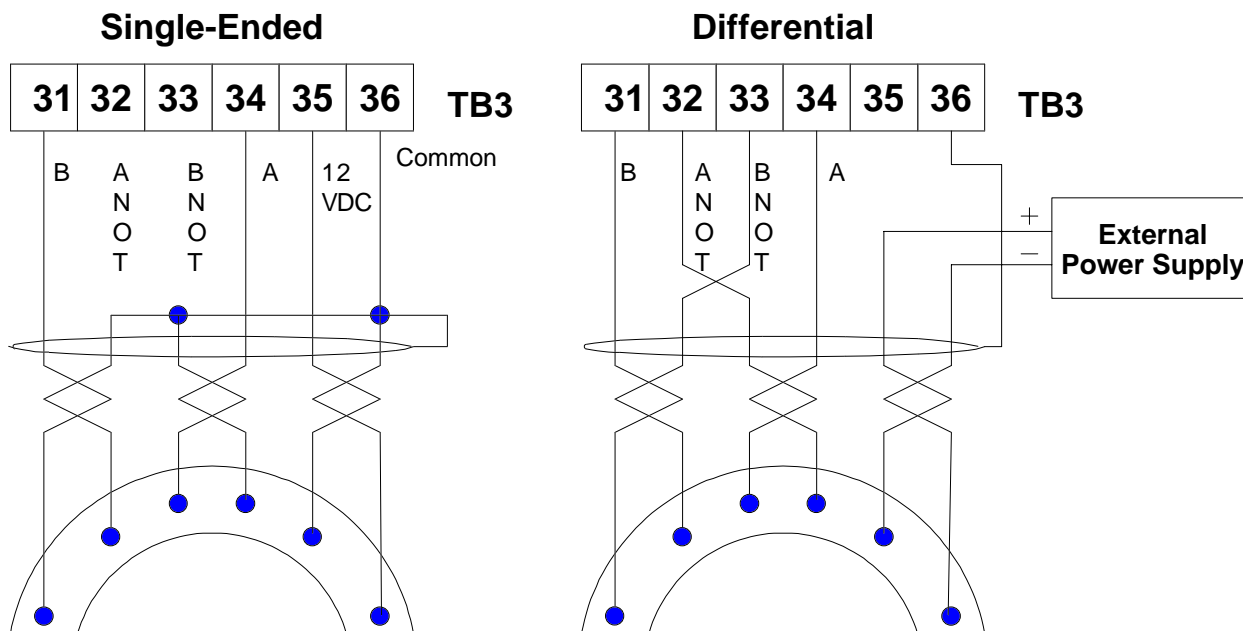 Single-Ended
31 32 33 34 35 36 TB3
B
A
N
O
T
B
N
O
T
A
12
VDC
Common
Differential
31 32 33 34 35 36 TB3
B
A
N
O
T
B
N
O
T
A
+
−
External
Power Supply